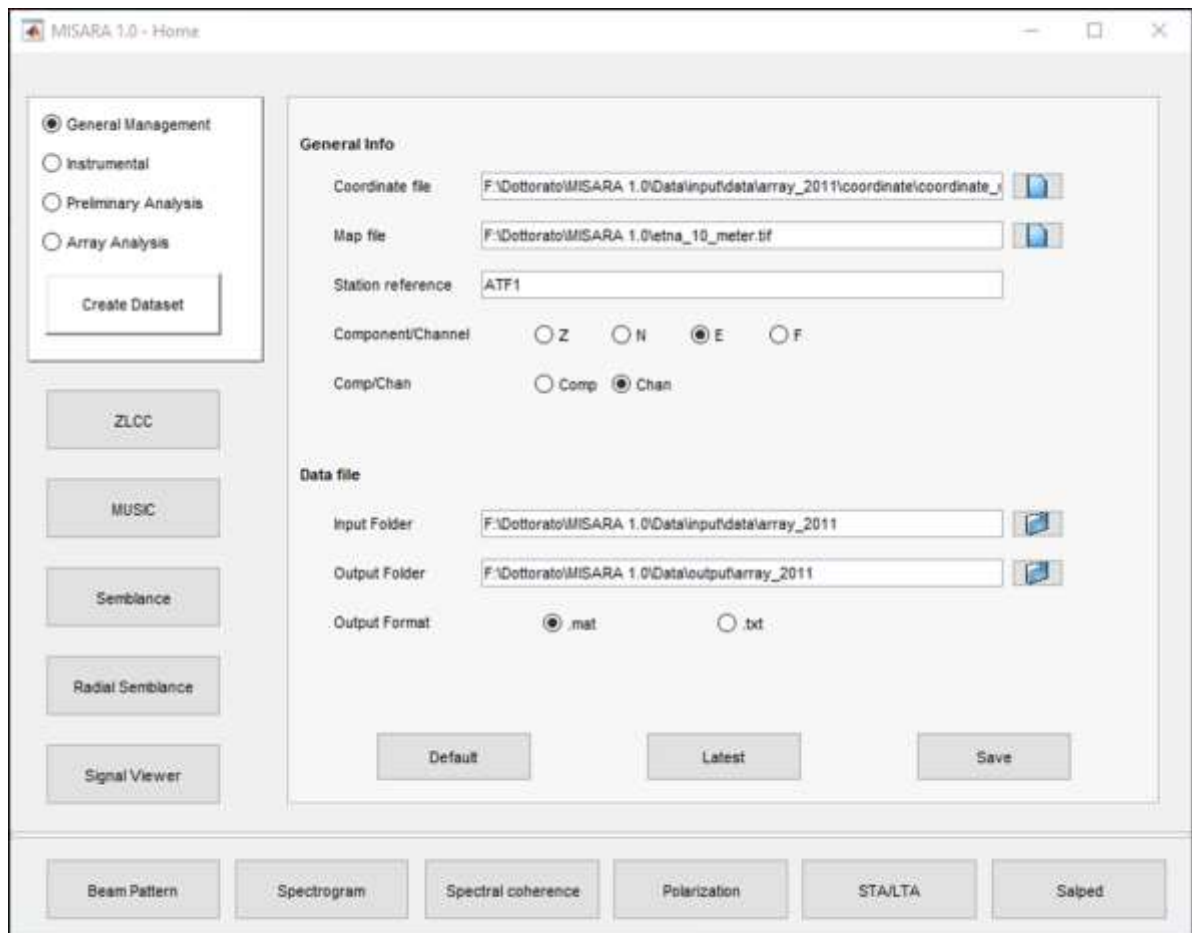 MISARA 1.0 - Home
General Management
Instrumental
Preliminary Analysis
Array Analysis
Create Dataset
ZLCC
MUSIC
Semblance
Radial Semblance
Signal Viewer
General Info
Coordinate file F:\Dottorato\MISARA 1.0\Data\input\data\array_2011\coordinate\coordinate_
Map file F:\Dottorato\MISARA 1.0\etna_10_meter.tif
Station reference ATF1
Component/Channel Z N E F
Comp/Chan Comp Chan
Data file
Input Folder F:\Dottorato\MISARA 1.0\Data\input\data\array_2011
Output Folder F:\Dottorato\MISARA 1.0\Data\output\array_2011
Output Format .mat .txt
Default Latest Save
Beam Pattern Spectrogram Spectral coherence Polarization STA/LTA Salped